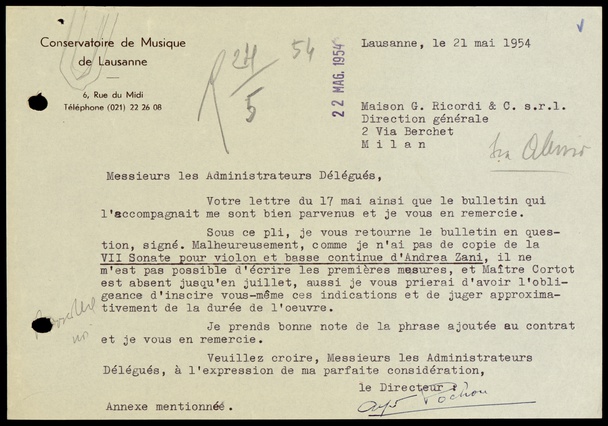 Conservatoire de Musique
de Lausanne
6, Rue du Midi
Téléphone (021) 22 26 08
R 24/5 54
22 MAG. 1954
Lausanne, le 21 mai 1954
Maison G. Ricordi & C. s.r.l.
Direction générale
2 Via Berchet
M i l a n
Messieurs les Administrateurs Délégués,
Votre lettre du 17 mai ainsi que le bulletin qui
l'accompagnait me sont bien parvenus et je vous en remercie.
Sous ce pli, je vous retourne le bulletin en ques-
tion, signé. Malheureusement, comme je n'ai pas de copie de la
VII Sonate pour violon et basse continue d'Andrea Zani, il ne
m'est pas possible d'écrire les premières mesures, et Maître Cortot
est absent jusqu'en juillet, aussi je vous prierai d'avoir l'obli-
geance d'inscire vous-même ces indications et de juger approxima-
tivement de la durée de l'oeuvre.
Je prends bonne note de la phrase ajoutée au contrat
et je vous en remercie.
Veuillez croire, Messieurs les Administrateurs
Délégués, à l'expression de ma parfaite considération,
le Directeur :
Pochon
Annexe mentionnée.